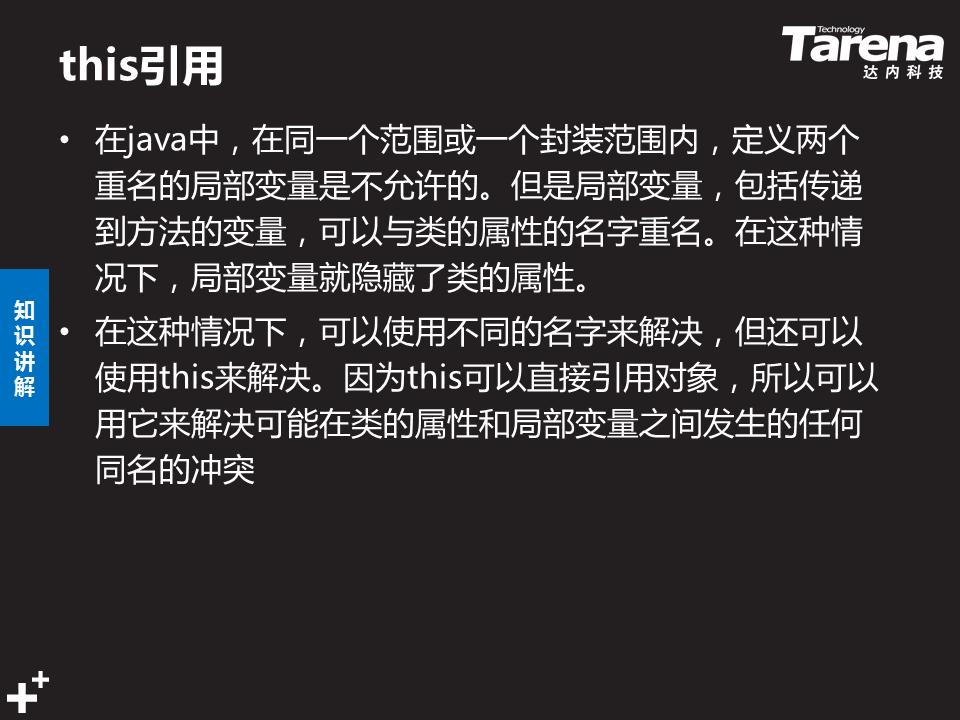 this引用
Technology
Tarena
达内科技
• 在java中，在同一个范围或一个封装范围内，定义两个
重名的局部变量是不允许的。但是局部变量，包括传递
到方法的变量，可以与类的属性的名字重名。在这种情
况下，局部变量就隐藏了类的属性。
• 在这种情况下，可以使用不同的名字来解决，但还可以
使用this来解决。因为this可以直接引用对象，所以可以
用它来解决可能在类的属性和局部变量之间发生的任何
同名的冲突
知
识
讲
解